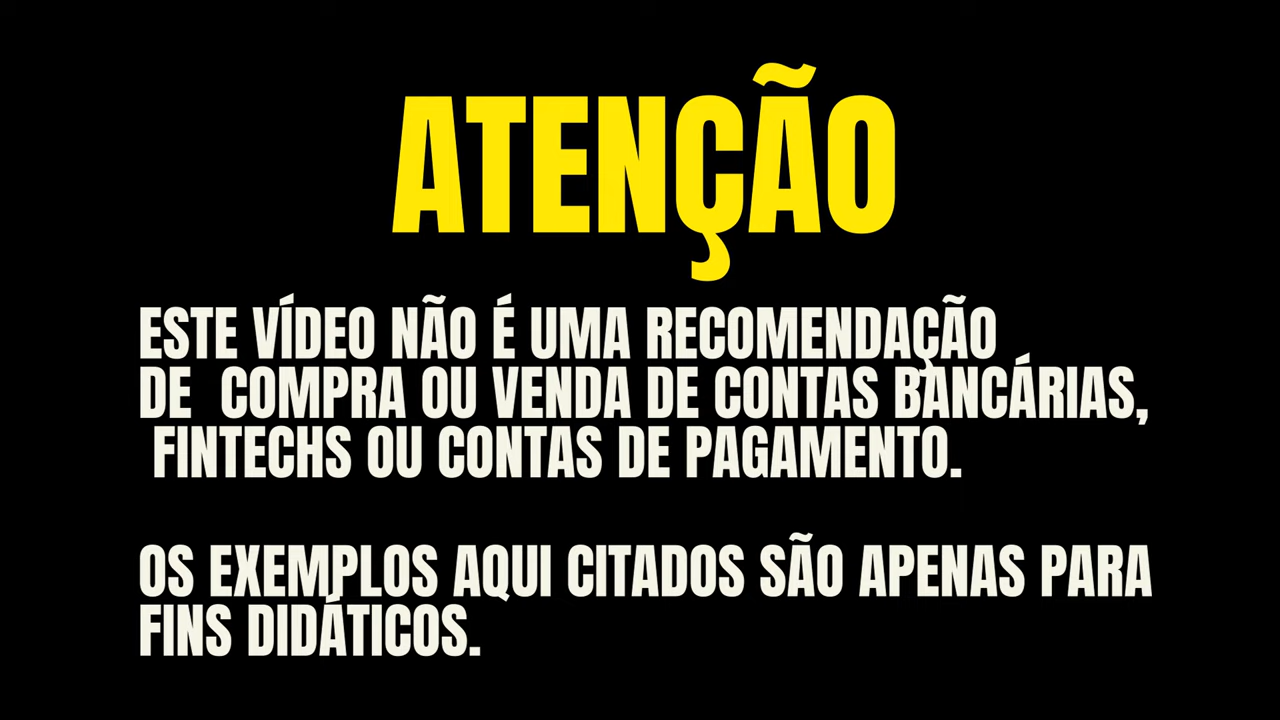 ATENÇÃO
ESTE VÍDEO NÃO É UMA RECOMENDAÇÃO
DE COMPRA OU VENDA DE CONTAS BANCÁRIAS,
FINTECHS OU CONTAS DE PAGAMENTO.
OS EXEMPLOS AQUI CITADOS SÃO APENAS PARA
FINS DIDÁTICOS.